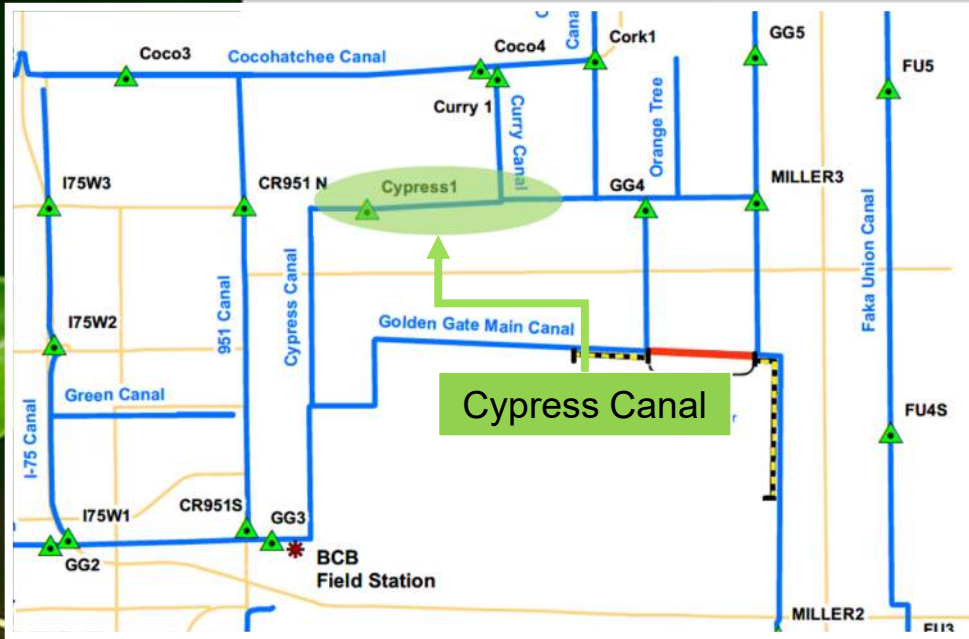 Coco3
Cocohatchee Canal
Coco4
Canal
Cork1
GG5
FU5
Curry 1
Curry Canal
Orange Tree
I75W3
CR951 N
Cypress1
GG4
MILLER3
951 Canal
Cypress Canal
Faka Union Canal
I75W2
Golden Gate Main Canal
Green Canal
Cypress Canal
FU4S
I-75 Canal
I75W1
CR951S
GG3
GG2
BCB
Field Station
MILLER2
FU3